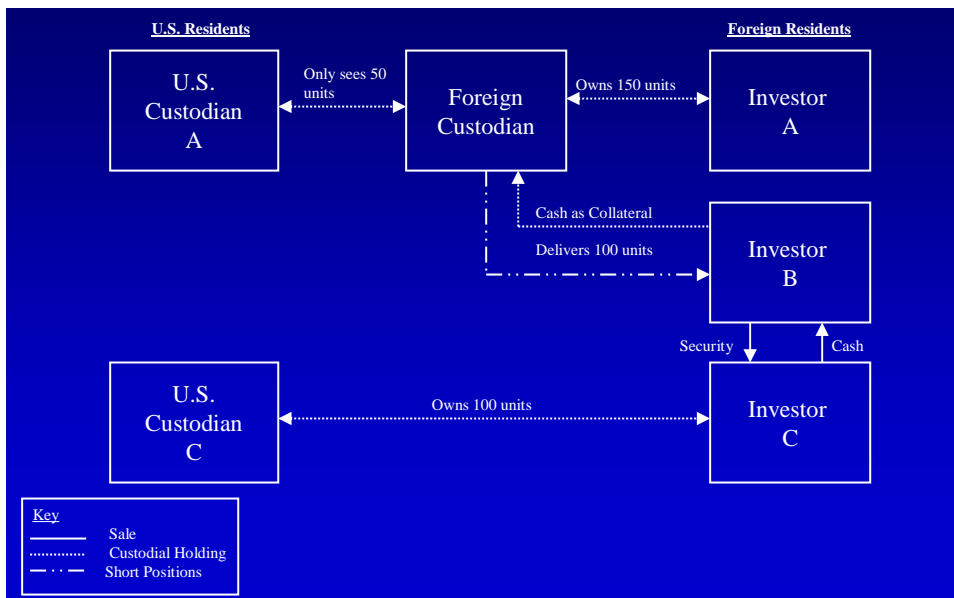 U.S. Residents
Foreign Residents
U.S.
Custodian
A
Only sees 50
units
Foreign
Custodian
Owns 150 units
Investor
A
Cash as Collateral
Delivers 100 units
Investor
B
Security
Cash
U.S.
Custodian
C
Owns 100 units
Investor
C
Key
Sale
Custodial Holding
Short Positions